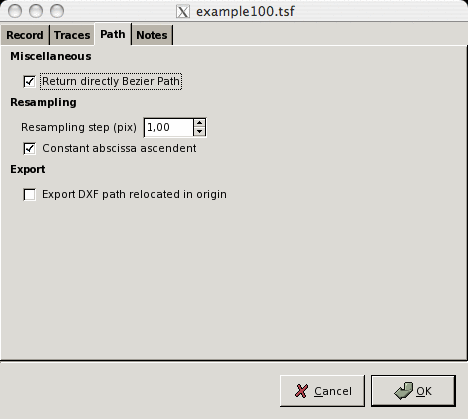 example100.tsf
Record Traces Path Notes
Miscellaneous
Return directly Bezier Path
Resampling
Resampling step (pix) 1,00
Constant abscissa ascendent
Export
Export DXF path relocated in origin
Cancel OK